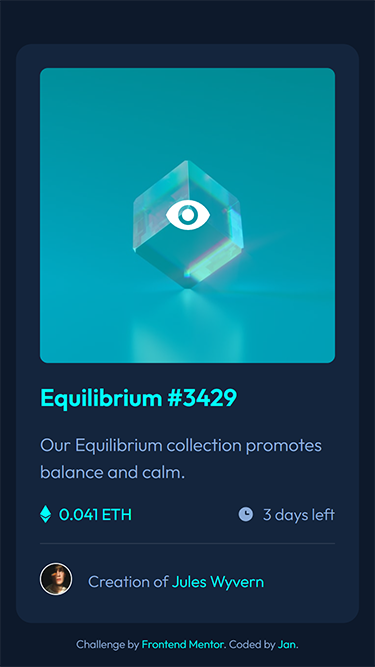 Equilibrium #3429
Our Equilibrium collection promotes
balance and calm.
0.041 ETH
3 days left
Creation of Jules Wyvern
Challenge by Frontend Mentor. Coded by Jan.